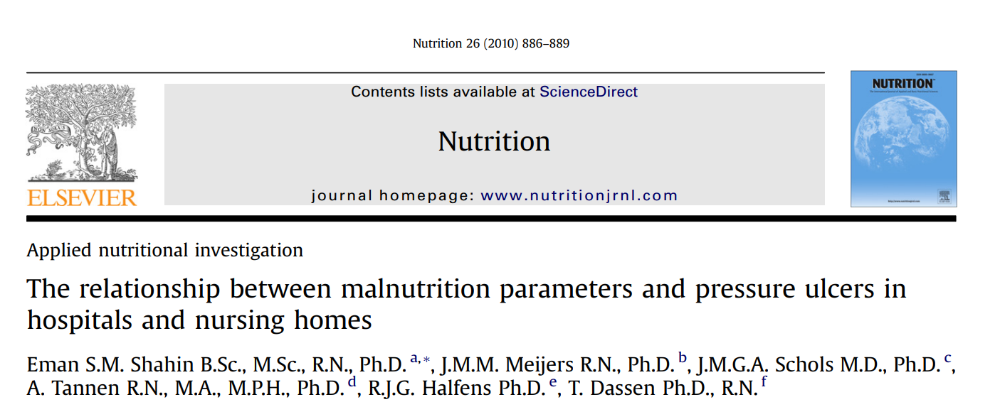 Nutrition 26 (2010) 886–889
Contents lists available at ScienceDirect
Nutrition
journal homepage: www.nutritionjrnl.com
NON SOLUS
ELSEVIER
NUTRITION
Applied nutritional investigation
The relationship between malnutrition parameters and pressure ulcers in
hospitals and nursing homes
Eman S.M. Shahin B.Sc., M.Sc., R.N., Ph.D. a,*, J.M.M. Meijers R.N., Ph.D. b, J.M.G.A. Schols M.D., Ph.D. c,
A. Tannen R.N., M.A., M.P.H., Ph.D. d, R.J.G. Halfens Ph.D. e, T. Dassen Ph.D., R.N. f